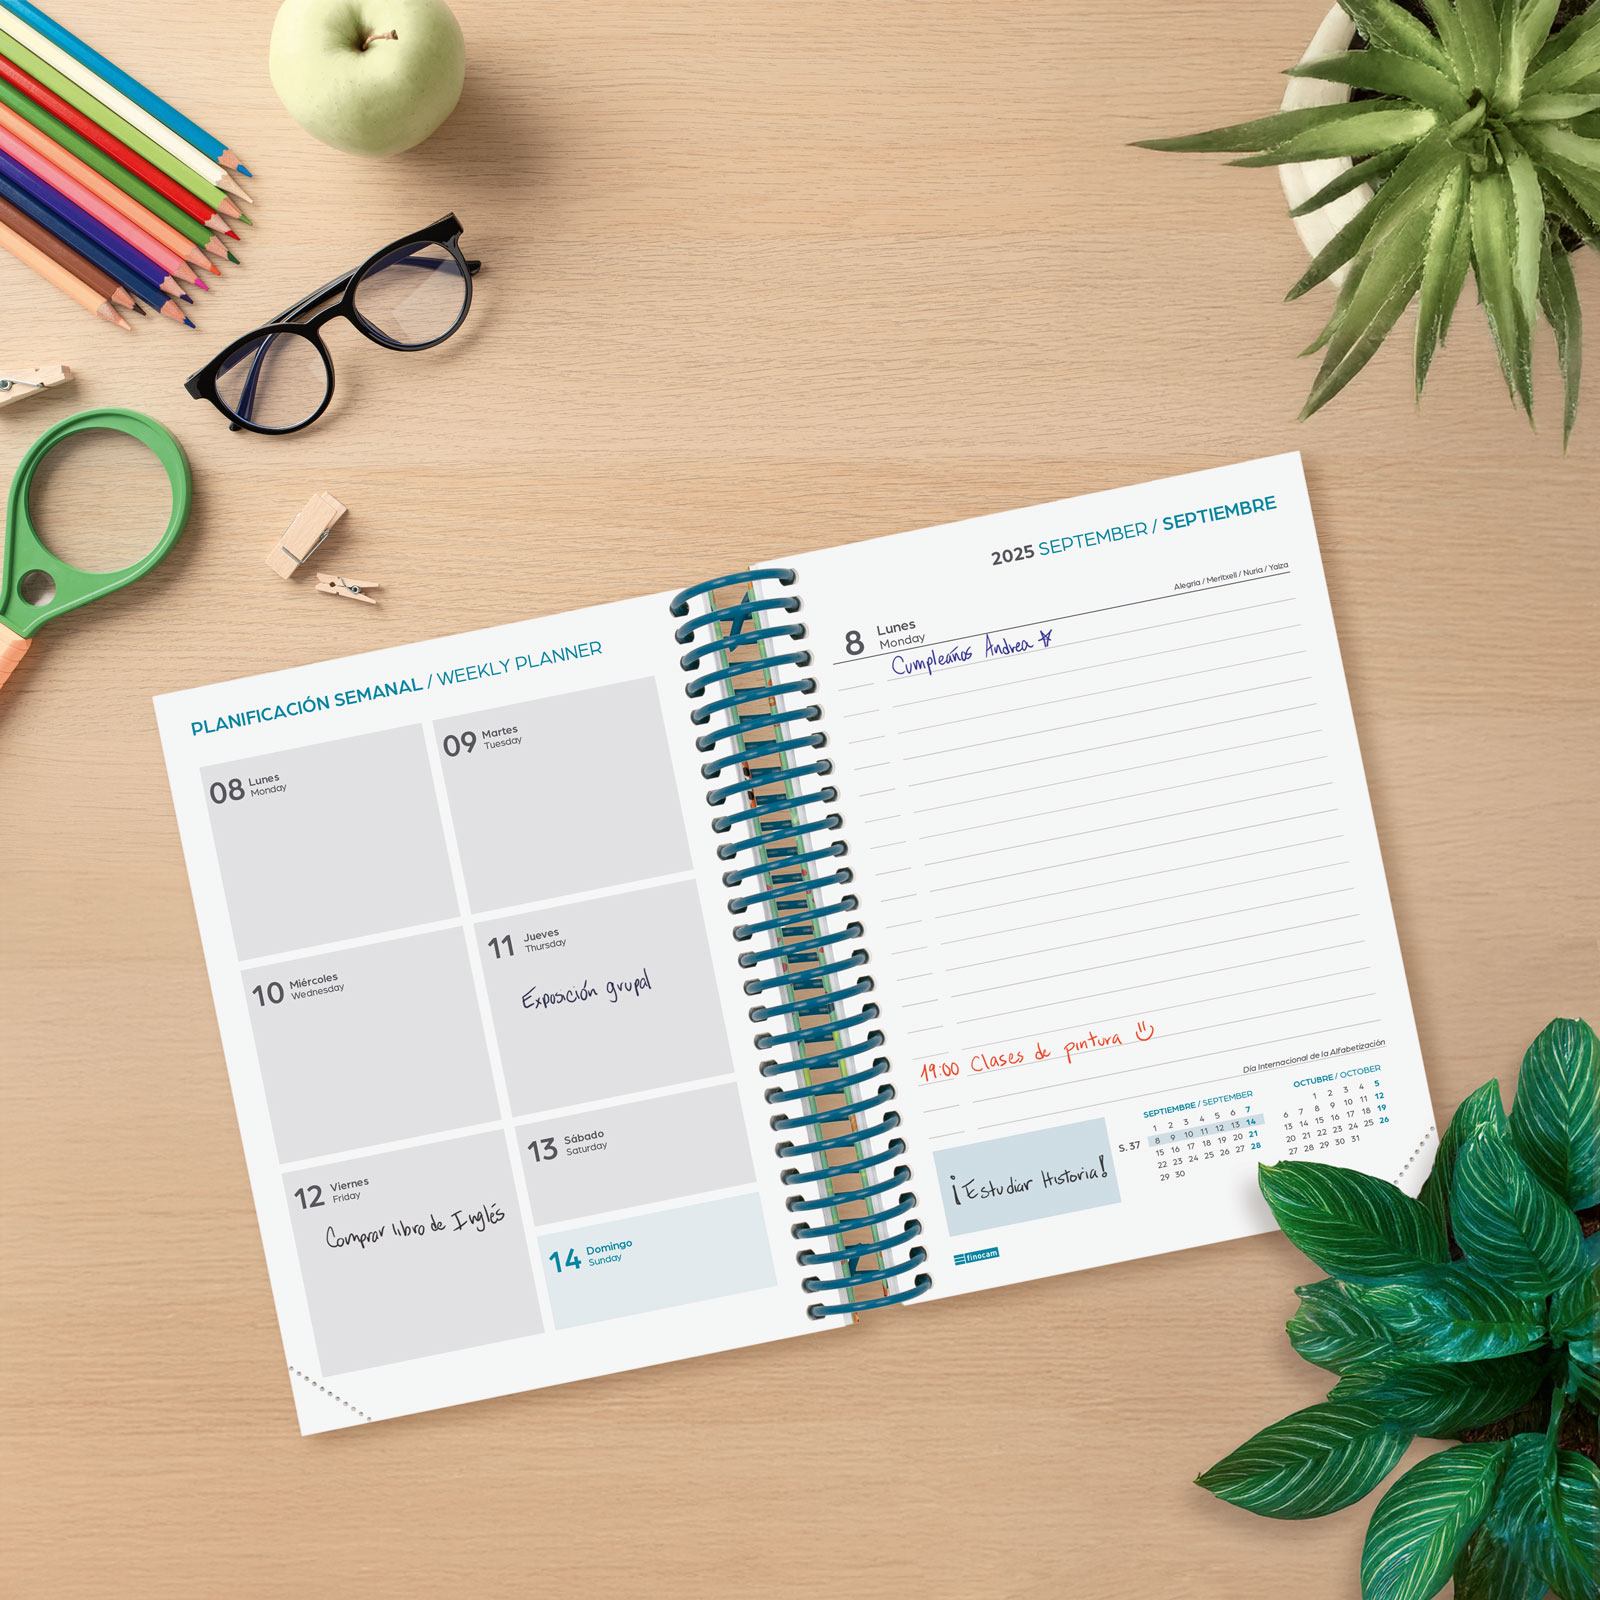 PLANIFICACIÓN SEMANAL / WEEKLY PLANNER
08 Lunes
Monday
09 Martes
Tuesday
10 Miércoles
Wednesday
11 Jueves
Thursday
Exposición grupal
12 Viernes
Friday
Comprar libro de Inglés
13 Sábado
Saturday
14 Domingo
Sunday
2025 SEPTEMBER / SEPTIEMBRE
Alegría / Meritxell / Nuria / Yaiza
8 Lunes
Monday
Cumpleaños Andrea
19:00 Clases de pintura
Día Internacional de la Alfabetización
¡Estudiar Historia!
S. 37
SEPTIEMBRE / SEPTEMBER
1 2 3 4 5 6 7
8 9 10 11 12 13 14
15 16 17 18 19 20 21
22 23 24 25 26 27 28
29 30
OCTUBRE / OCTOBER
1 2 3 4 5
6 7 8 9 10 11 12
13 14 15 16 17 18 19
20 21 22 23 24 25 26
27 28 29 30 31
finocam